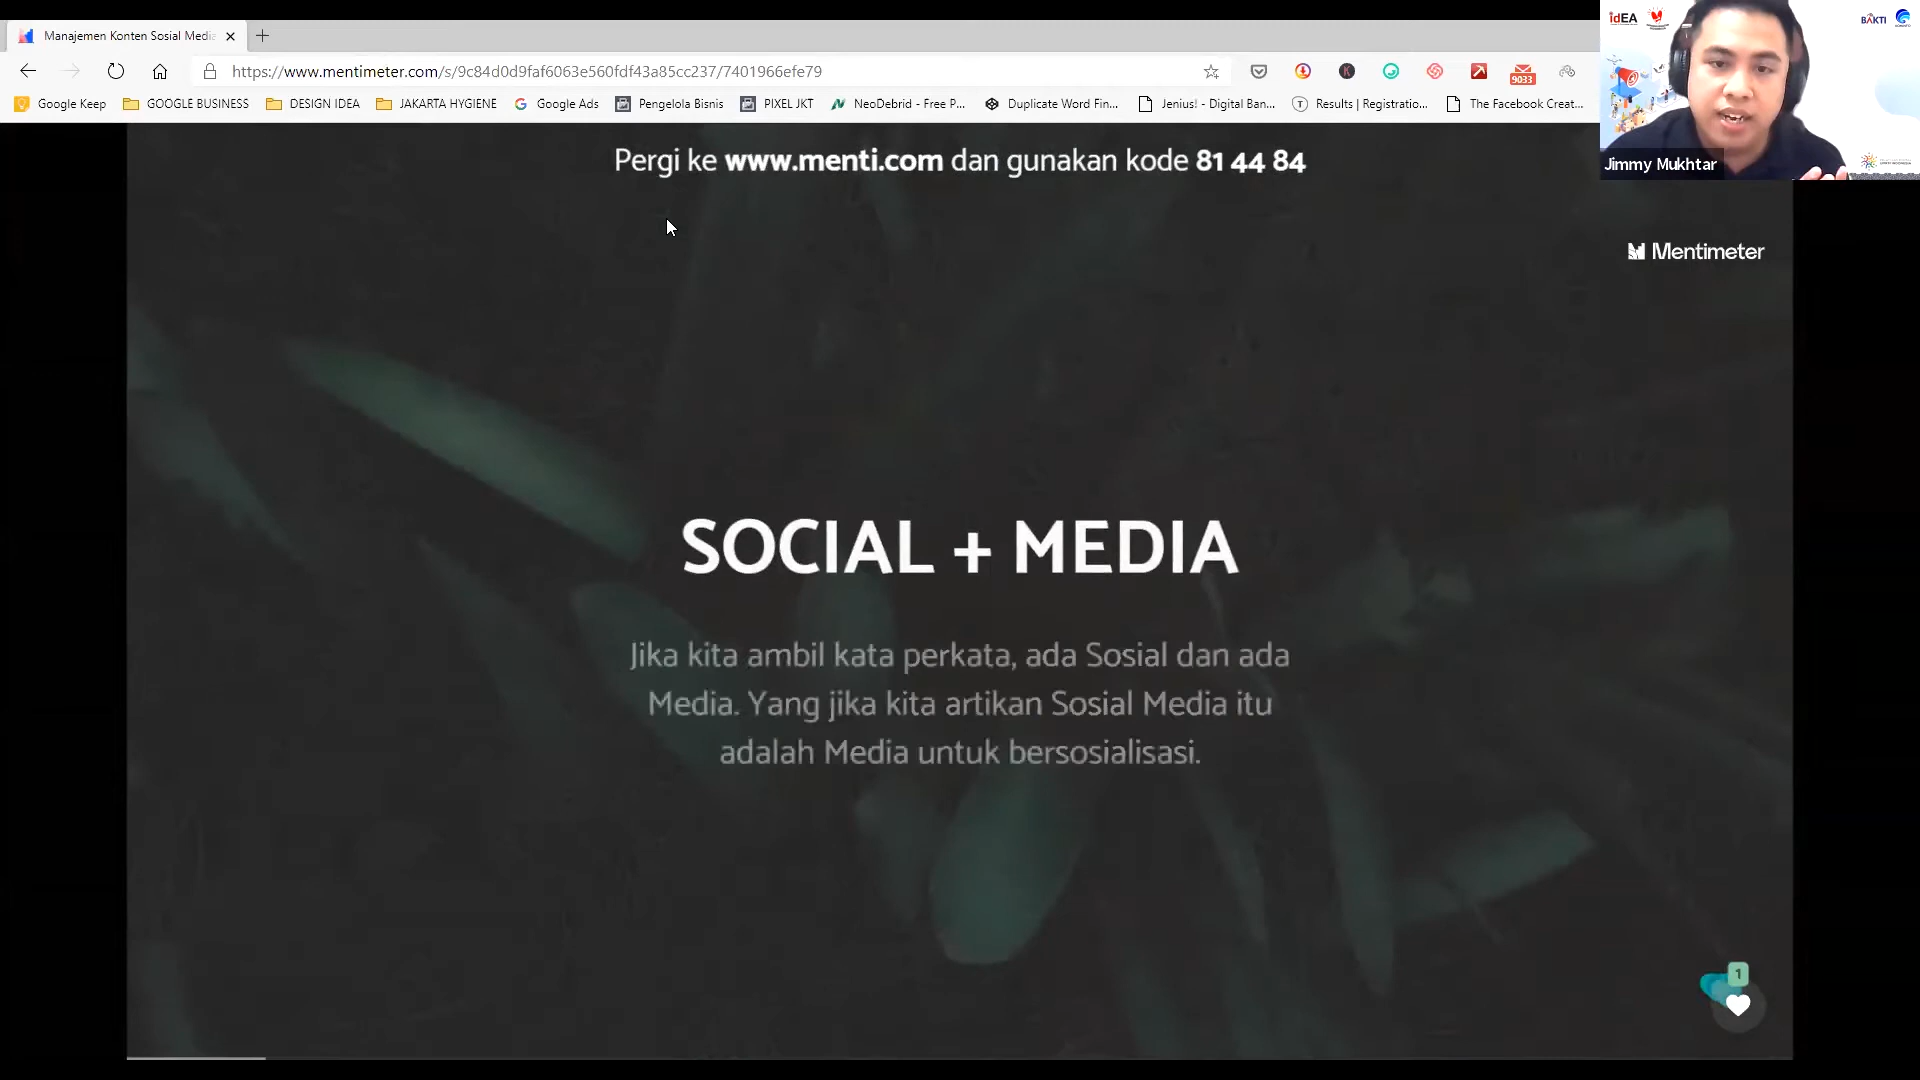 Manajemen Konten Sosial Media
https://www.mentimeter.com/s/9c84d0d9faf6063e560fdf43a85cc237/7401966efe79
9033
Google Keep
GOOGLE BUSINESS
DESIGN IDEA
JAKARTA HYGIENE
Google Ads
Pengelola Bisnis
PIXEL JKT
NeoDebrid - Free P...
Duplicate Word Fin...
Jenius! - Digital Ban...
Results | Registratio...
The Facebook Creat...
idEA
BAKTI
Jimmy Mukhtar
Pergi ke www.menti.com dan gunakan kode 81 44 84
Mentimeter
SOCIAL + MEDIA
Jika kita ambil kata perkata, ada Sosial dan ada
Media. Yang jika kita artikan Sosial Media itu
adalah Media untuk bersosialisasi.
1